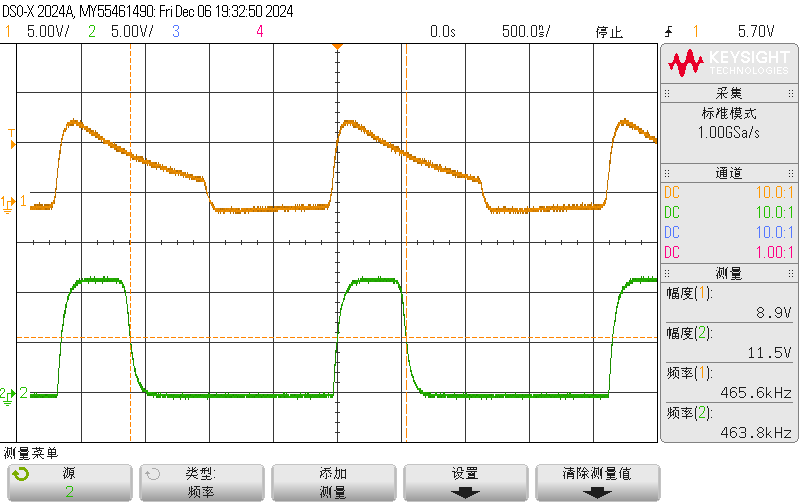 DSO-X 2024A, MY55461490: Fri Dec 06 19:32:50 2024
1 5.00V/ 2 5.00V/ 3 4 0.0s 500.0ns/ 停止 1 5.70V
KEYSIGHT
TECHNOLOGIES
采集
标准模式
1.00GSa/s
通道
DC 10.0:1
DC 10.0:1
DC 10.0:1
DC 1.00:1
测量
幅度(1):
8.9V
幅度(2):
11.5V
频率(1):
465.6kHz
频率(2):
463.8kHz
T
1 1
2 2
测量菜单
源
2
类型:
频率
添加
测量
设置
清除测量值